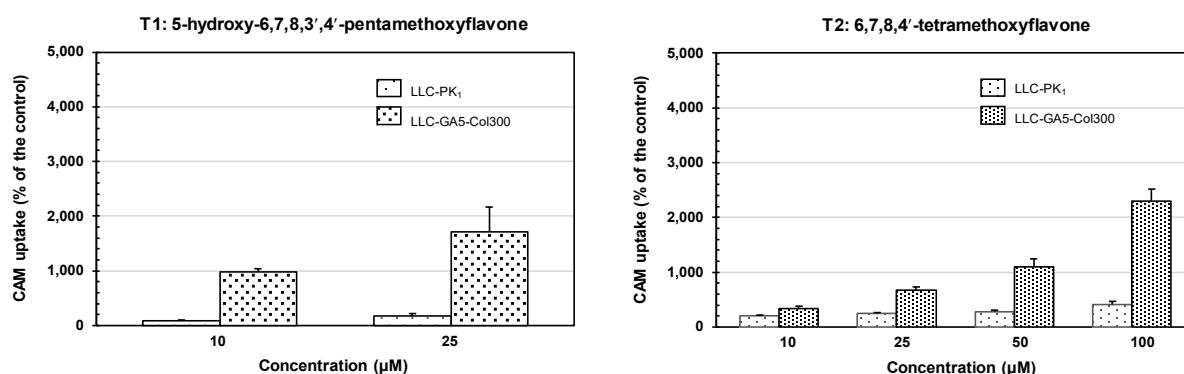 T1: 5-hydroxy-6,7,8,3′,4′-pentamethoxyflavone
CAM uptake (% of the control)
5,000
4,000
3,000
2,000
1,000
0
LLC-PK₁
LLC-GA5-Col300
10
25
Concentration (µM)
T2: 6,7,8,4′-tetramethoxyflavone
CAM uptake (% of the control)
5,000
4,000
3,000
2,000
1,000
0
LLC-PK₁
LLC-GA5-Col300
10
25
50
100
Concentration (µM)